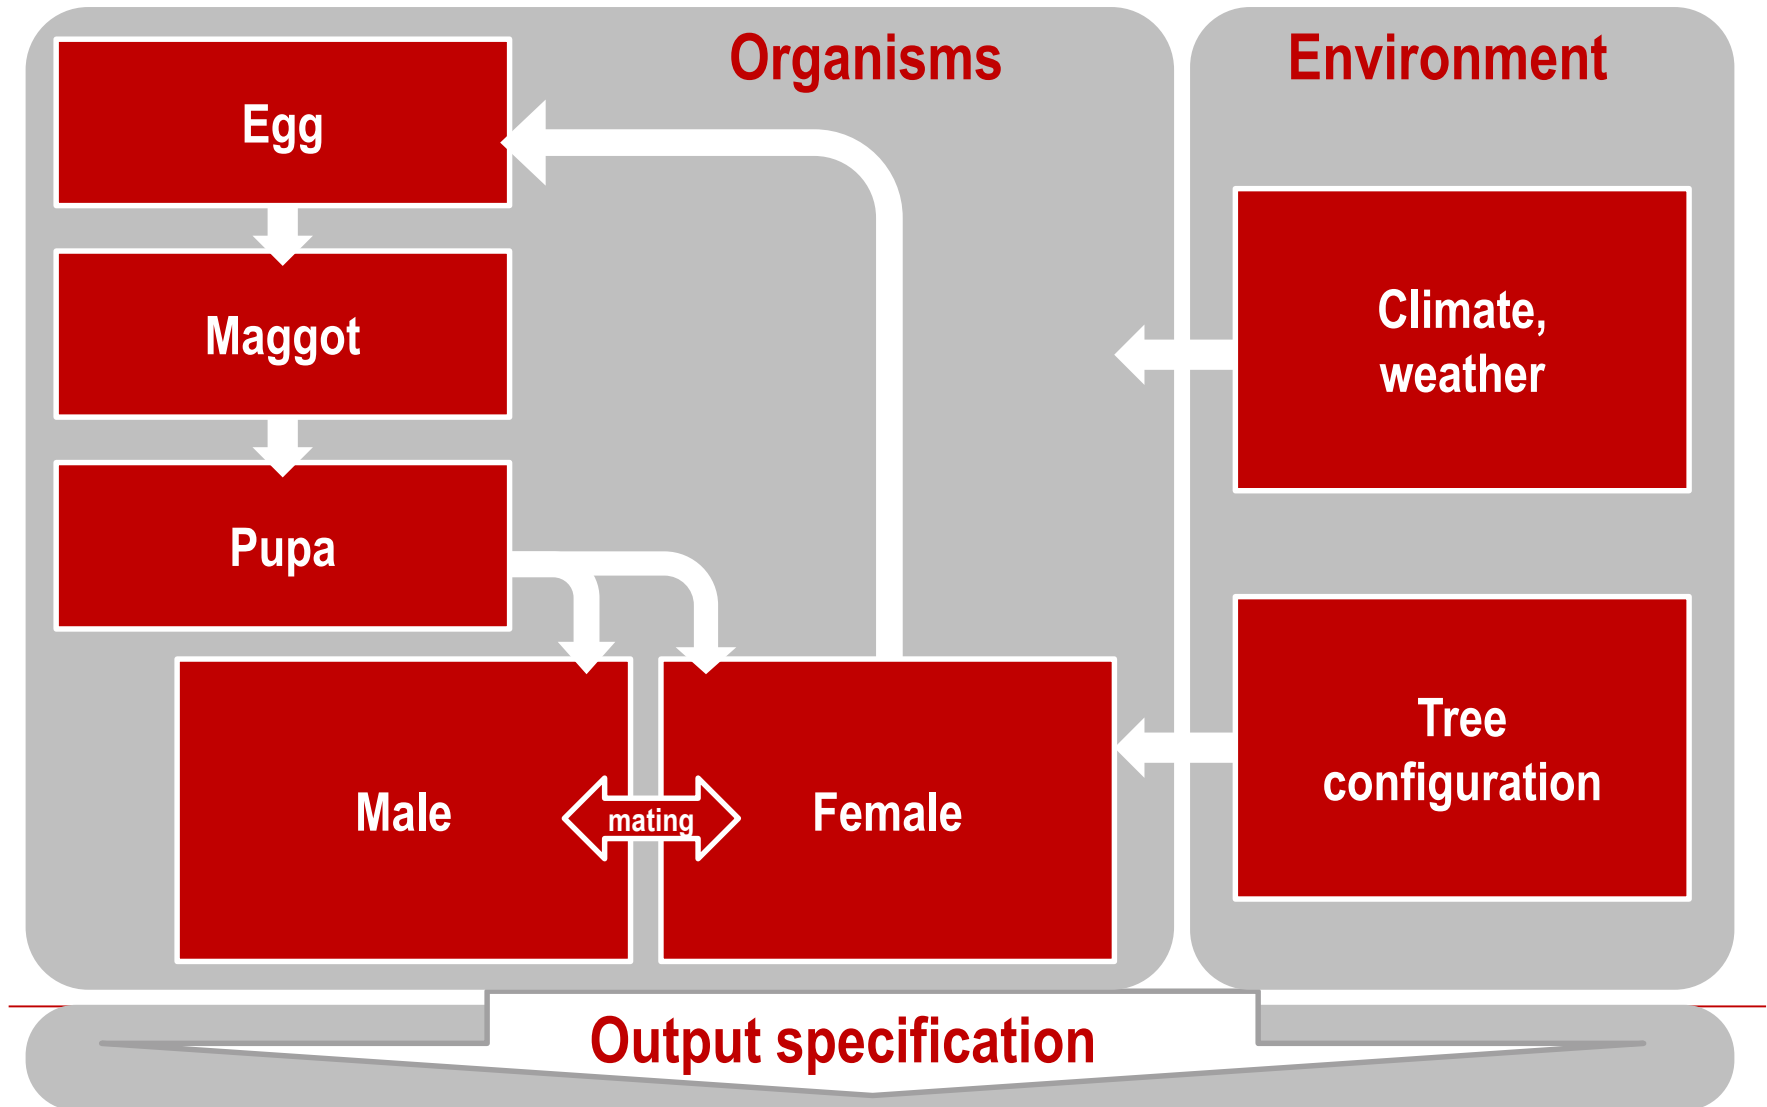 Organisms
Environment
Egg
Maggot
Pupa
Male
mating
Female
Climate,
weather
Tree
configuration
Output specification